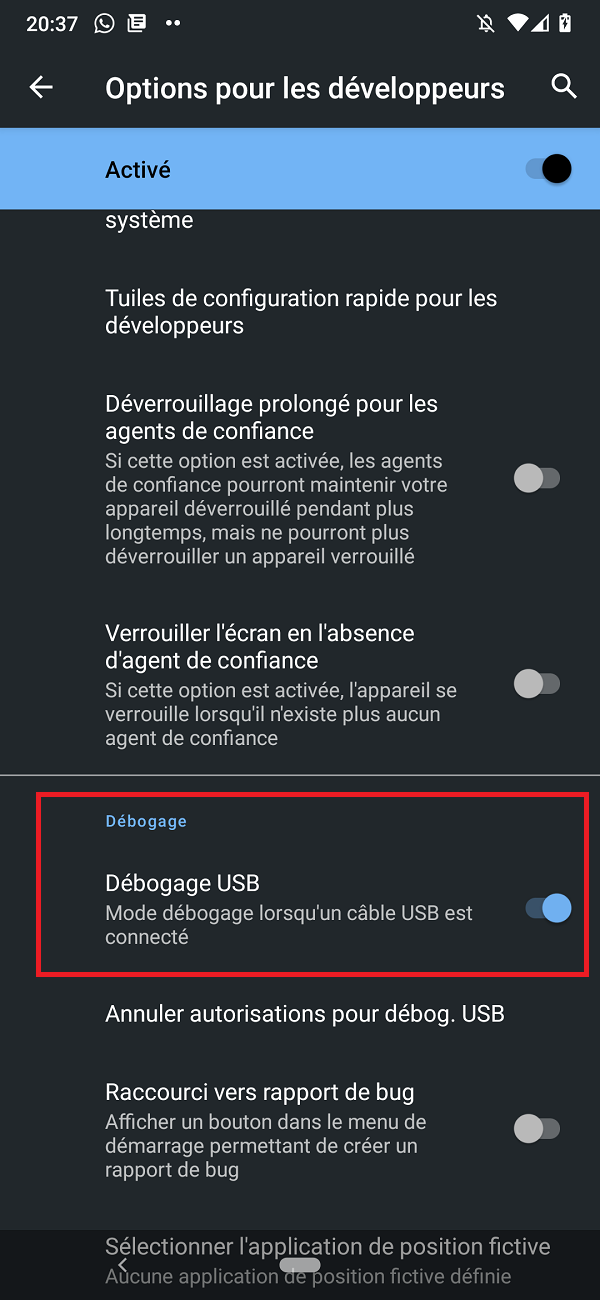 20:37
Options pour les développeurs
Activé
système
Tuiles de configuration rapide pour les
développeurs
Déverrouillage prolongé pour les
agents de confiance
Si cette option est activée, les agents
de confiance pourront maintenir votre
appareil déverrouillé pendant plus
longtemps, mais ne pourront plus
déverrouiller un appareil verrouillé
Verrouiller l'écran en l'absence
d'agent de confiance
Si cette option est activée, l'appareil se
verrouille lorsqu'il n'existe plus aucun
agent de confiance
Débogage
Débogage USB
Mode débogage lorsqu'un câble USB est
connecté
Annuler autorisations pour débog. USB
Raccourci vers rapport de bug
Afficher un bouton dans le menu de
démarrage permettant de créer un
rapport de bug
Sélectionner l'application de position fictive
Aucune application de position fictive définie